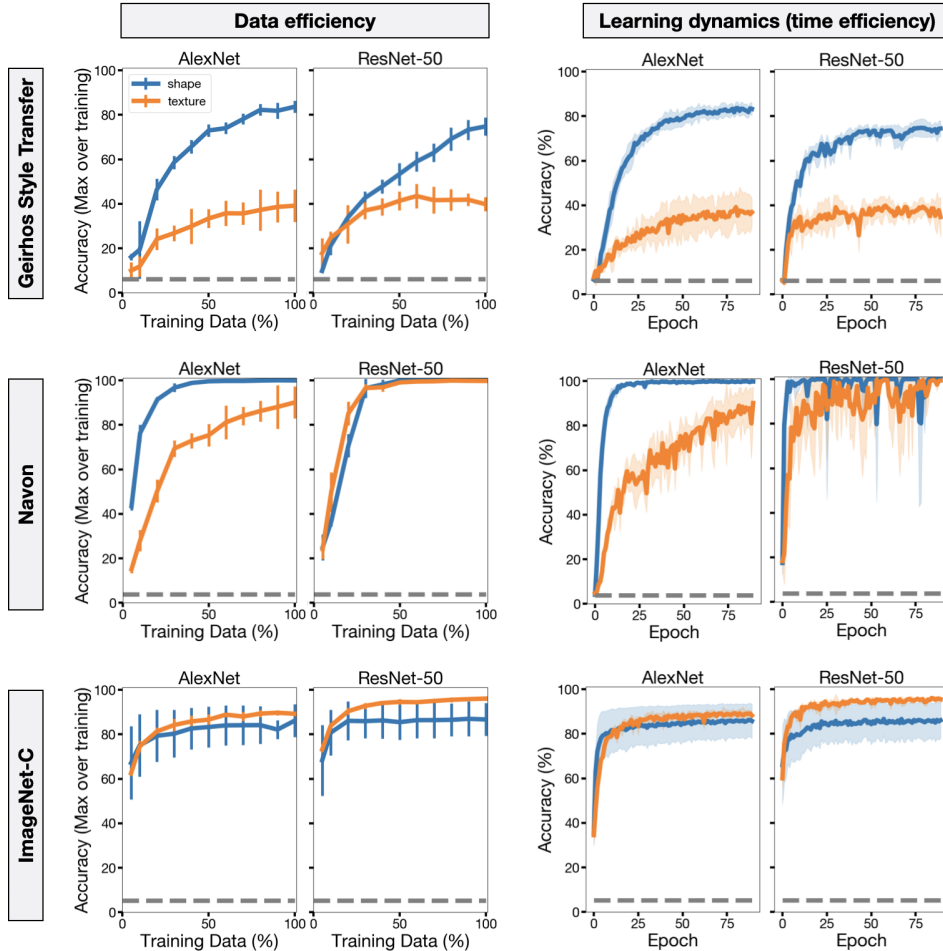 Data efficiency
Learning dynamics (time efficiency)
Geirhos Style Transfer
AlexNet
ResNet-50
AlexNet
ResNet-50
shape
texture
Accuracy (Max over training)
100
80
60
40
20
0
0
50
100
Training Data (%)
50
100
Training Data (%)
Accuracy (%)
100
80
60
40
20
0
0
25
50
75
Epoch
0
25
50
75
Epoch
Navon
AlexNet
ResNet-50
AlexNet
ResNet-50
Accuracy (Max over training)
100
80
60
40
20
0
0
50
100
Training Data (%)
0
50
100
Training Data (%)
Accuracy (%)
100
80
60
40
20
0
0
25
50
75
Epoch
0
25
50
75
Epoch
ImageNet-C
AlexNet
ResNet-50
AlexNet
ResNet-50
Accuracy (Max over training)
100
80
60
40
20
0
0
50
100
Training Data (%)
0
50
100
Training Data (%)
Accuracy (%)
100
80
60
40
20
0
0
25
50
75
Epoch
0
25
50
75
Epoch